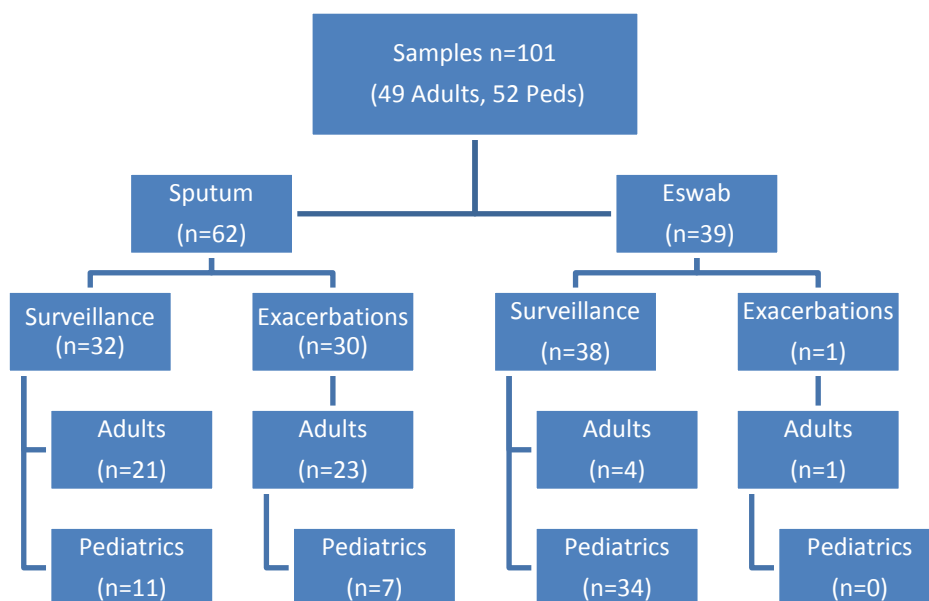 Samples n=101
(49 Adults, 52 Peds)
Sputum
(n=62)
Eswab
(n=39)
Surveillance
(n=32)
Exacerbations
(n=30)
Surveillance
(n=38)
Exacerbations
(n=1)
Adults
(n=21)
Adults
(n=23)
Adults
(n=4)
Adults
(n=1)
Pediatrics
(n=11)
Pediatrics
(n=7)
Pediatrics
(n=34)
Pediatrics
(n=0)